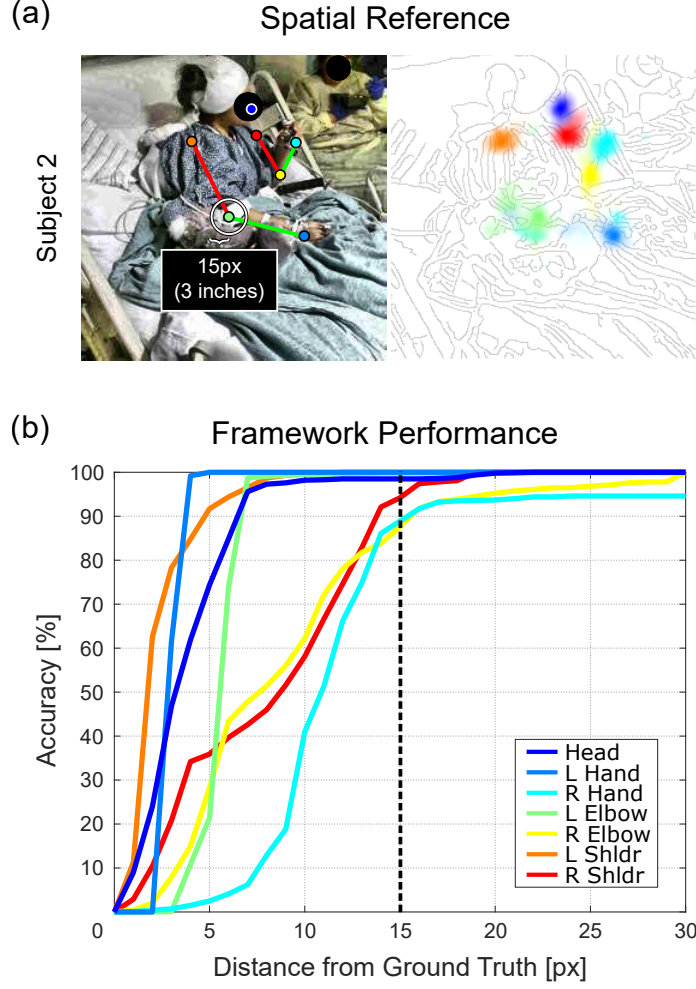 (a)
Spatial Reference
Subject 2
15px
(3 inches)
(b)
Framework Performance
Accuracy [%]
100
90
80
70
60
50
40
30
20
10
0
5
10
15
20
25
30
Distance from Ground Truth [px]
Head
L Hand
R Hand
L Elbow
R Elbow
L Shldr
R Shldr